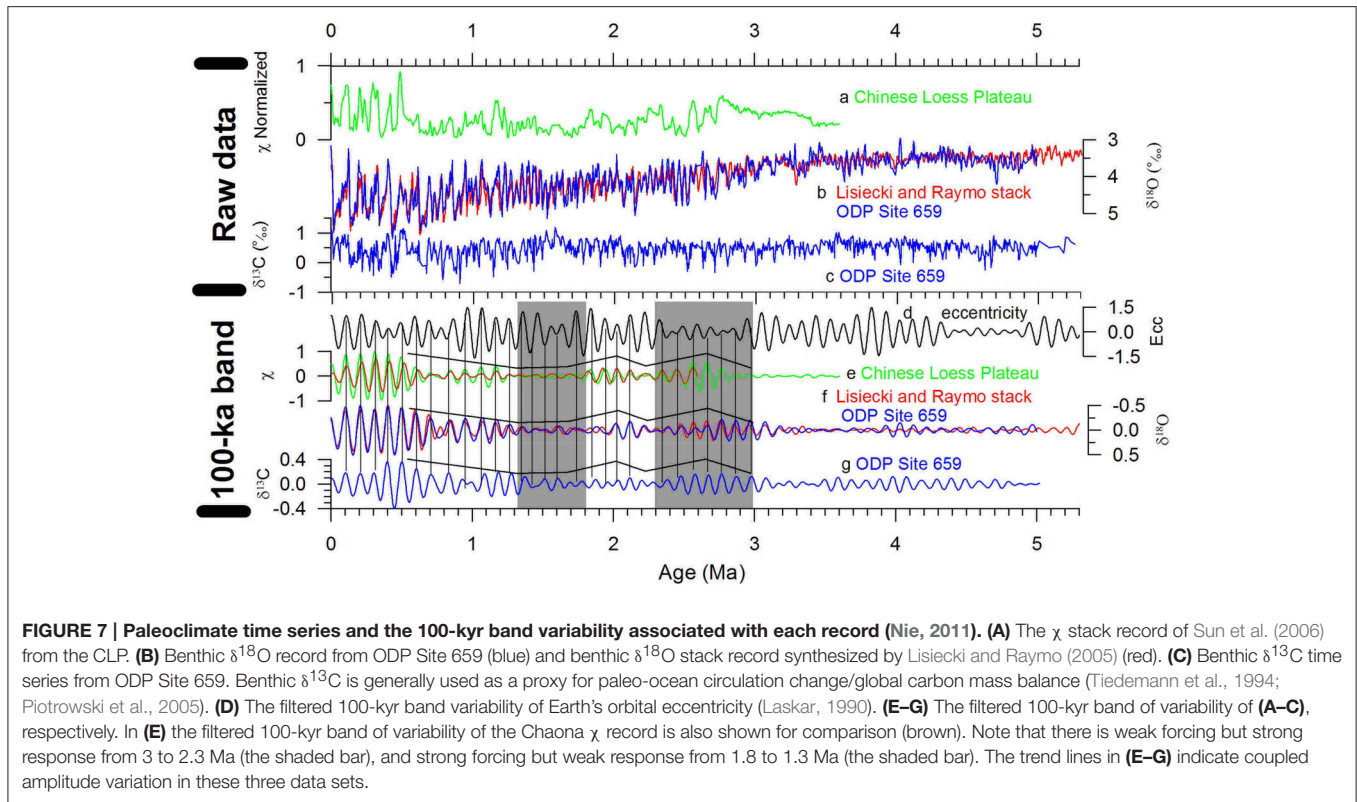 0 1 2 3 4 5
Raw data
χ Normalized
1
0
a Chinese Loess Plateau
3
4
5
δ¹⁸O (°‰)
b Lisiecki and Raymo stack
ODP Site 659
δ¹³C (°‰)
1
0
-1
c ODP Site 659
100-ka band
d eccentricity
1.5
0.0
-1.5
Ecc
χ
1
0
-1
e Chinese Loess Plateau
f Lisiecki and Raymo stack
ODP Site 659
-0.5
0.0
0.5
δ¹⁸O
δ¹³C
0.4
0.0
-0.4
g ODP Site 659
0 1 2 3 4 5
Age (Ma)
FIGURE 7 | Paleoclimate time series and the 100-kyr band variability associated with each record (Nie, 2011). (A) The χ stack record of Sun et al. (2006)
from the CLP. (B) Benthic δ¹⁸O record from ODP Site 659 (blue) and benthic δ¹⁸O stack record synthesized by Lisiecki and Raymo (2005) (red). (C) Benthic δ¹³C time
series from ODP Site 659. Benthic δ¹³C is generally used as a proxy for paleo-ocean circulation change/global carbon mass balance (Tiedemann et al., 1994;
Piotrowski et al., 2005). (D) The filtered 100-kyr band variability of Earth's orbital eccentricity (Laskar, 1990). (E–G) The filtered 100-kyr band of variability of (A–C),
respectively. In (E) the filtered 100-kyr band of variability of the Chaona χ record is also shown for comparison (brown). Note that there is weak forcing but strong
response from 3 to 2.3 Ma (the shaded bar), and strong forcing but weak response from 1.8 to 1.3 Ma (the shaded bar). The trend lines in (E–G) indicate coupled
amplitude variation in these three data sets.